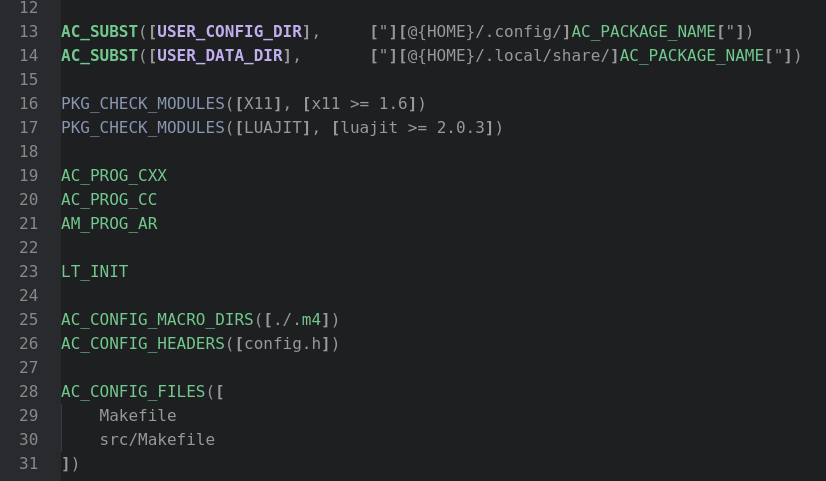 12
13 AC_SUBST([USER_CONFIG_DIR],     ["][@{HOME}/.config/]AC_PACKAGE_NAME["])
14 AC_SUBST([USER_DATA_DIR],       ["][@{HOME}/.local/share/]AC_PACKAGE_NAME["])
15
16 PKG_CHECK_MODULES([X11], [x11 >= 1.6])
17 PKG_CHECK_MODULES([LUAJIT], [luajit >= 2.0.3])
18
19 AC_PROG_CXX
20 AC_PROG_CC
21 AM_PROG_AR
22
23 LT_INIT
24
25 AC_CONFIG_MACRO_DIRS([./.m4])
26 AC_CONFIG_HEADERS([config.h])
27
28 AC_CONFIG_FILES([
29     Makefile
30     src/Makefile
31 ])